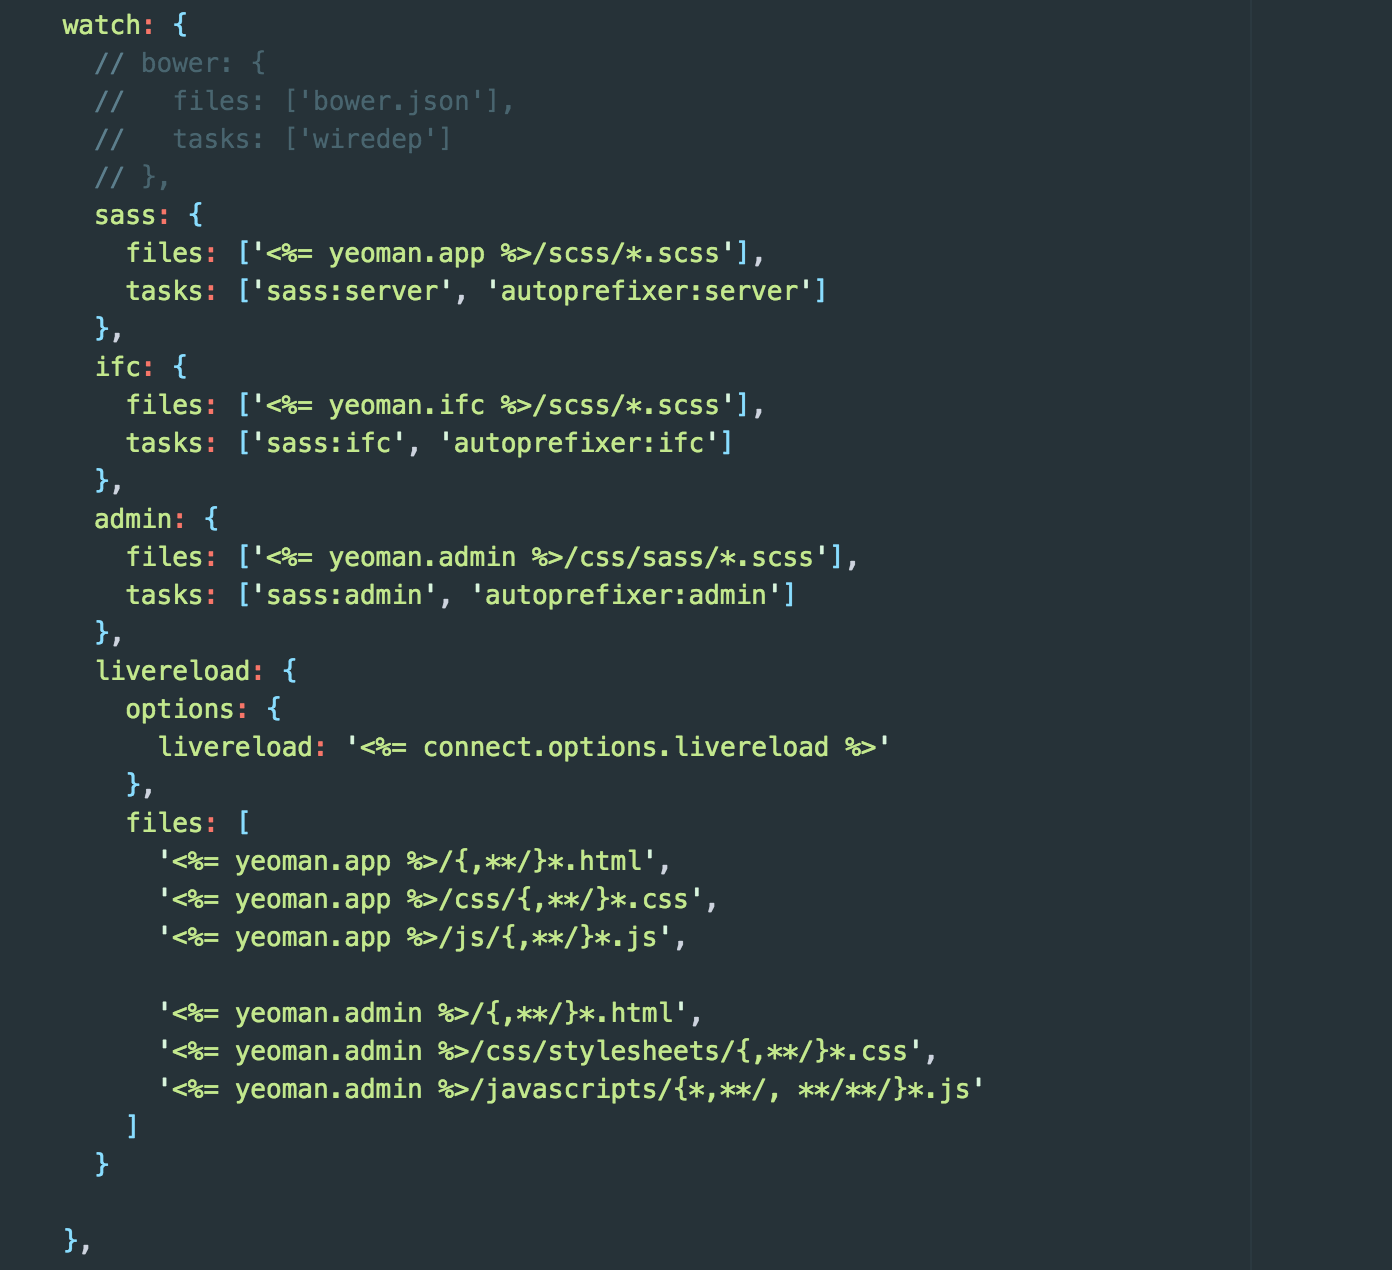 watch: {
  // bower: {
  //   files: ['bower.json'],
  //   tasks: ['wiredep']
  // },
  sass: {
    files: ['<%= yeoman.app %>/scss/*.scss'],
    tasks: ['sass:server', 'autoprefixer:server']
  },
  ifc: {
    files: ['<%= yeoman.ifc %>/scss/*.scss'],
    tasks: ['sass:ifc', 'autoprefixer:ifc']
  },
  admin: {
    files: ['<%= yeoman.admin %>/css/sass/*.scss'],
    tasks: ['sass:admin', 'autoprefixer:admin']
  },
  livereload: {
    options: {
      livereload: '<%= connect.options.livereload %>'
    },
    files: [
      '<%= yeoman.app %>/{,**/}*.html',
      '<%= yeoman.app %>/css/{,**/}*.css',
      '<%= yeoman.app %>/js/{,**/}*.js',

      '<%= yeoman.admin %>/{,**/}*.html',
      '<%= yeoman.admin %>/css/stylesheets/{,**/}*.css',
      '<%= yeoman.admin %>/javascripts/{*,**/, **/**/}*.js'
    ]
  }

},